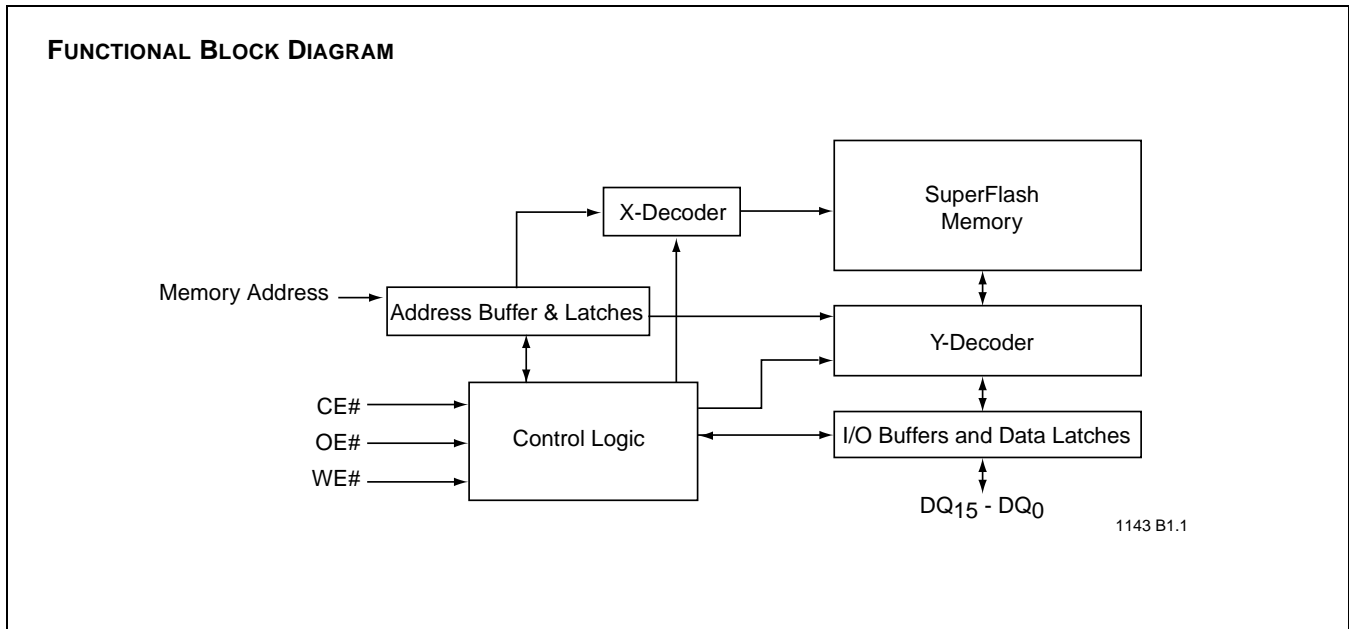 FUNCTIONAL BLOCK DIAGRAM
SuperFlash
Memory
X-Decoder
Memory Address
Address Buffer & Latches
Y-Decoder
CE#
OE#
WE#
Control Logic
I/O Buffers and Data Latches
DQ15 - DQ0
1143 B1.1